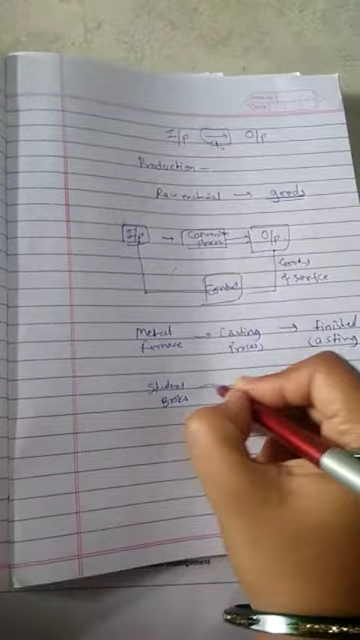 I/p → O/p
Production -
Raw material → goods
I/p → Conversion Process → O/p
Goods
& Service
Control
Metal → Casting → finished
Furnace Process Casting
Student →
Books